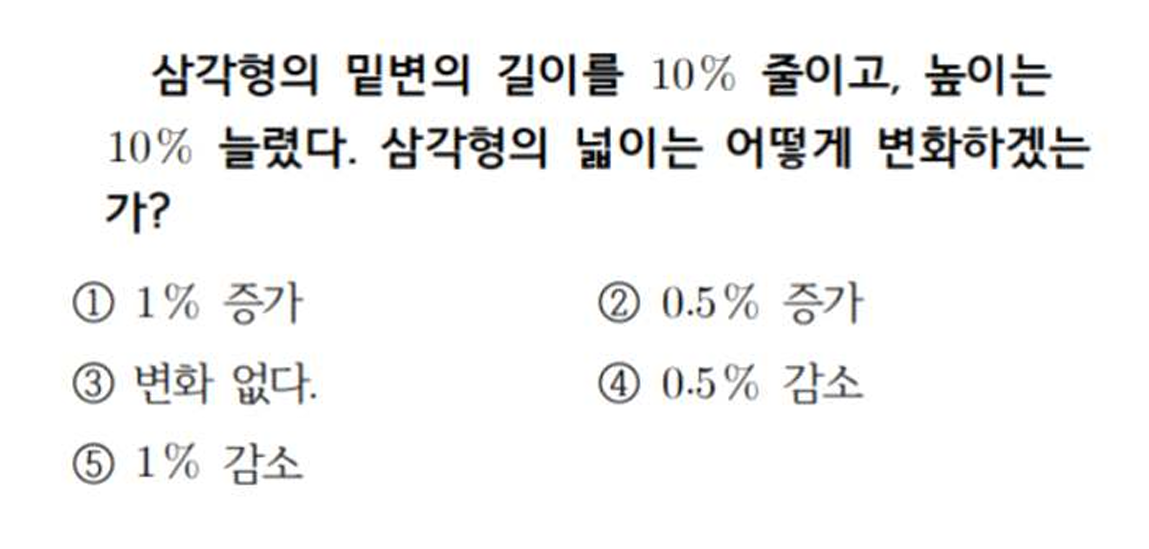 삼각형의 밑변의 길이를 10% 줄이고, 높이는
10% 늘렸다. 삼각형의 넓이는 어떻게 변화하겠는
가?
① 1% 증가 ② 0.5% 증가
③ 변화 없다. ④ 0.5% 감소
⑤ 1% 감소